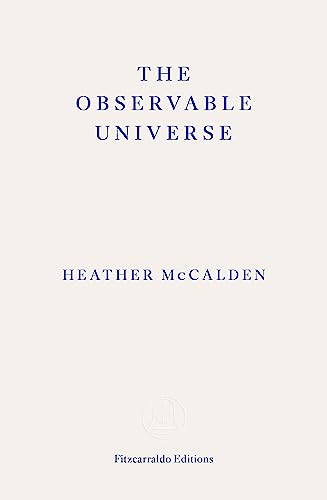 THE
OBSERVABLE
UNIVERSE
HEATHER McCALDEN
Fitzcarraldo Editions